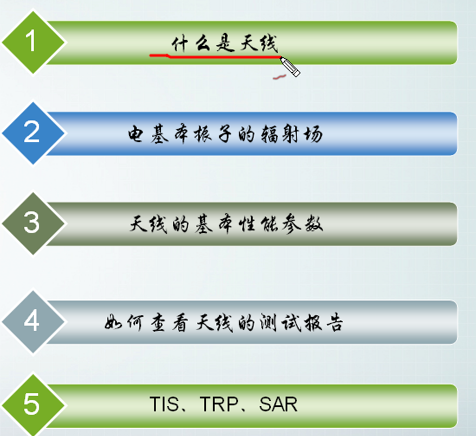 1 什么是天线
2 电基本振子的辐射场
3 天线的基本性能参数
4 如何查看天线的测试报告
5 TIS、TRP、SAR